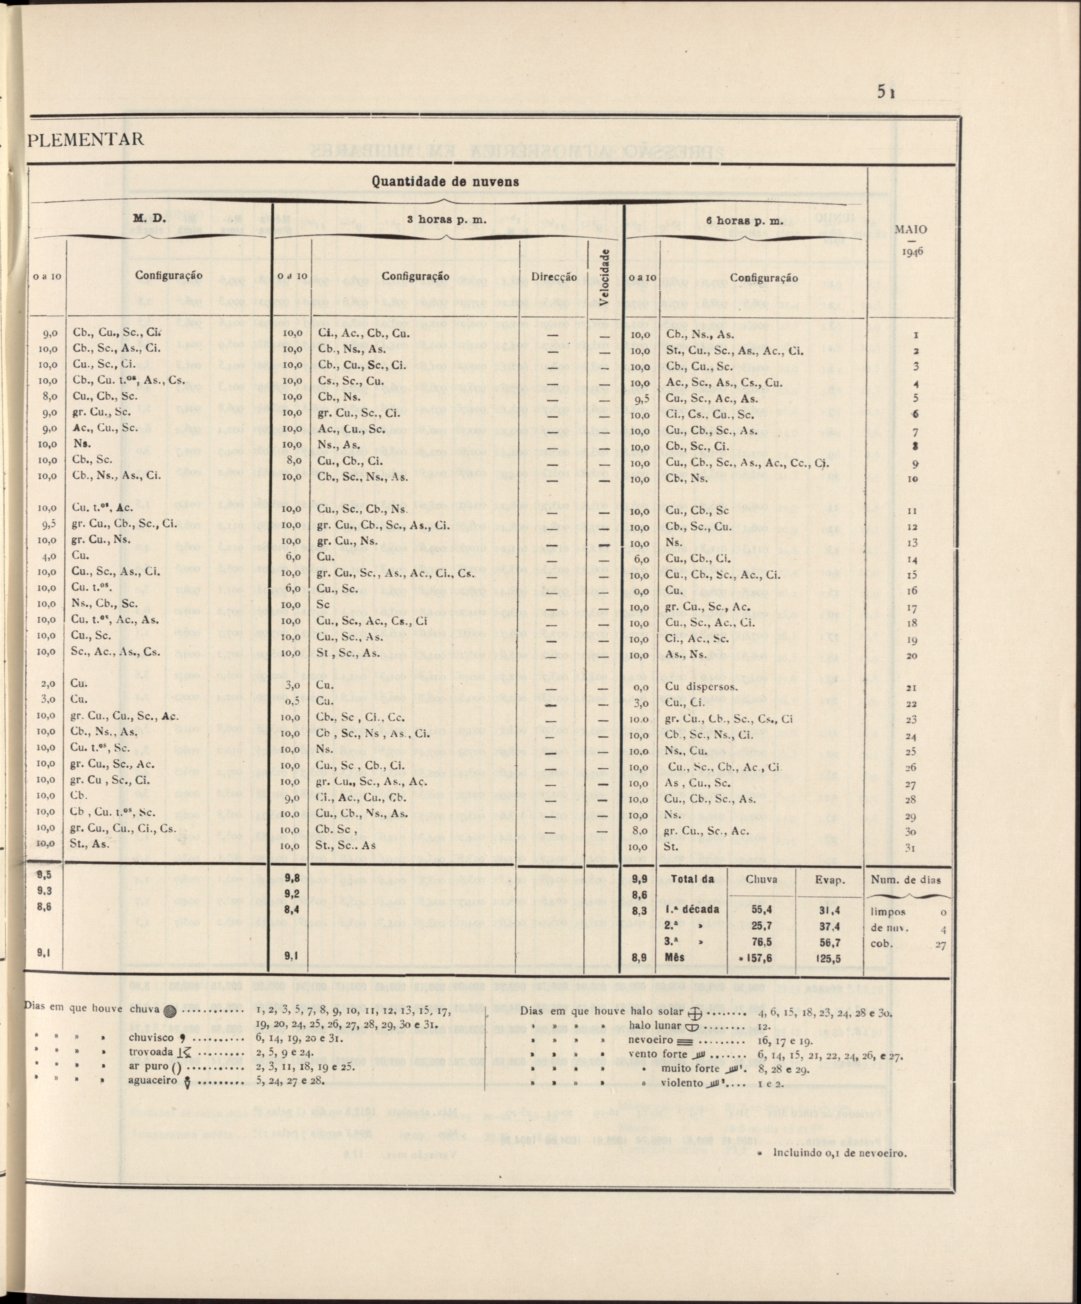 51
PLEMENTAR
Quantidade de nuvens
M. D. 3 horas p. m. 6 horas p. m. MAIO — 1946
0 a 10 Configuração 0 a 10 Configuração Direcção Velocidade 0 a 10 Configuração
9,0 Cb., Cu., Sc., Ci. 10,0 Ci., Ac., Cb., Cu. — — 10,0 Cb., Ns., As. 1
10,0 Cb., Sc., As., Ci. 10,0 Cb., Ns., As. — — 10,0 St., Cu., Sc., As., Ac., Ci. 2
10,0 Cu., Sc., Ci. 10,0 Cb., Cu., Sc., Ci. — — 10,0 Cb., Cu., Sc. 3
10,0 Cb., Cu. t.os, As., Cs. 10,0 Cs., Sc., Cu. — — 10,0 Ac., Sc., As., Cs., Cu. 4
8,0 Cu., Cb., Sc. 10,0 Cb., Ns. — — 9,5 Cu., Sc., Ac., As. 5
9,0 gr. Cu., Sc. 10,0 gr. Cu., Sc., Ci. — — 10,0 Ci., Cs.. Cu., Sc. 6
9,0 Ac., Cu., Sc. 10,0 Ac., Cu., Sc. — — 10,0 Cu., Cb., Sc., As. 7
10,0 Ns. 10,0 Ns., As. — — 10,0 Cb., Sc., Ci. 8
10,0 Cb., Sc. 8,0 Cu., Cb., Ci. — — 10,0 Cu., Cb., Sc., As., Ac., Cc., Ci. 9
10,0 Cb., Ns., As., Ci. 10,0 Cb., Sc., Ns., As. — — 10,0 Cb., Ns. 10
10,0 Cu. t.os, Ac. 10,0 Cu., Sc., Cb., Ns. — — 10,0 Cu., Cb., Sc 11
9,5 gr. Cu., Cb., Sc., Ci. 10,0 gr. Cu., Cb., Sc., As., Ci. — — 10,0 Cb., Sc., Cu. 12
10,0 gr. Cu., Ns. 10,0 gr. Cu., Ns. — — 10,0 Ns. 13
4,0 Cu. 6,0 Cu. — — 6,0 Cu., Cb., Ci. 14
10,0 Cu., Sc., As., Ci. 10,0 gr. Cu., Sc., As., Ac., Ci., Cs. — — 10,0 Cu., Cb., Sc., Ac., Ci. 15
10,0 Cu. t.os. 6,0 Cu., Sc. — — 0,0 Cu. 16
10,0 Ns., Cb., Sc. 10,0 Sc — — 10,0 gr. Cu., Sc., Ac. 17
10,0 Cu. t.os, Ac., As. 10,0 Cu., Sc., Ac., Cs., Ci — — 10,0 Cu., Sc., Ac., Ci. 18
10,0 Cu., Sc. 10,0 Cu., Sc., As. — — 10,0 Ci., Ac., Sc. 19
10,0 Sc., Ac., As., Cs. 10,0 St , Sc., As. — — 10,0 As., Ns. 20
2,0 Cu. 3,0 Cu. — — 0,0 Cu dispersos. 21
3,0 Cu. 0,5 Cu. — — 3,0 Cu., Ci. 22
10,0 gr. Cu., Cu., Sc., Ac. 10,0 Cb., Sc , Ci., Cc. — — 10.0 gr. Cu., Cb., Sc., Cs., Ci 23
10,0 Cb., Ns., As. 10,0 Cb , Sc., Ns , As , Ci. — — 10,0 Cb , Sc., Ns., Ci. 24
10,0 Cu. t.os, Sc. 10,0 Ns. — — 10,0 Ns., Cu. 25
10,0 gr. Cu., Sc., Ac. 10,0 Cu., Sc , Cb., Ci. — — 10,0 Cu., Sc., Cb., Ac , Ci 26
10,0 gr. Cu , Sc., Ci. 10,0 gr. Cu., Sc., As., Ac. — — 10,0 As , Cu., Sc. 27
10,0 Cb. 9,0 Ci., Ac., Cu., Cb. — — 10,0 Cu., Cb., Sc., As. 28
10,0 Cb , Cu. t.os, Sc. 10,0 Cu., Cb., Ns., As. — — 10,0 Ns. 29
10,0 gr. Cu., Cu., Ci., Cs. 10,0 Cb. Sc , — — 8,0 gr. Cu., Sc., Ac. 30
10,0 St., As. 10,0 St., Sc.. As 10,0 St. 31
9,5 9,8 9,9 Total da Chuva Evap. Num. de dias
9,3 9,2 8,6
8,6 8,4 8,3 1.ª década 55,4 31,4 limpos 0
2.ª » 25,7 37,4 de nuv. 4
3.ª » 76,5 56,7 cob. 27
9,1 9,1 8,9 Mês * 157,6 125,5
Dias em que houve chuva ........... 1, 2, 3, 5, 7, 8, 9, 10, 11, 12, 13, 15, 17,
19, 20, 24, 25, 26, 27, 28, 29, 30 e 31.
» » » » chuvisco .......... 6, 14, 19, 20 e 31.
» » » » trovoada ......... 2, 5, 9 e 24.
» » » » ar puro () ........... 2, 3, 11, 18, 19 e 25.
» » » » aguaceiro ......... 5, 24, 27 e 28.
Dias em que houve halo solar ........ 4, 6, 15, 18, 23, 24, 28 e 30.
» » » » halo lunar ........ 12.
» » » » nevoeiro ......... 16, 17 e 19.
» » » » vento forte ....... 6, 14, 15, 21, 22, 24, 26, e 27.
» » » » » muito forte . 8, 28 e 29.
» » » » » violento .... 1 e 2.
* Incluindo 0,1 de nevoeiro.